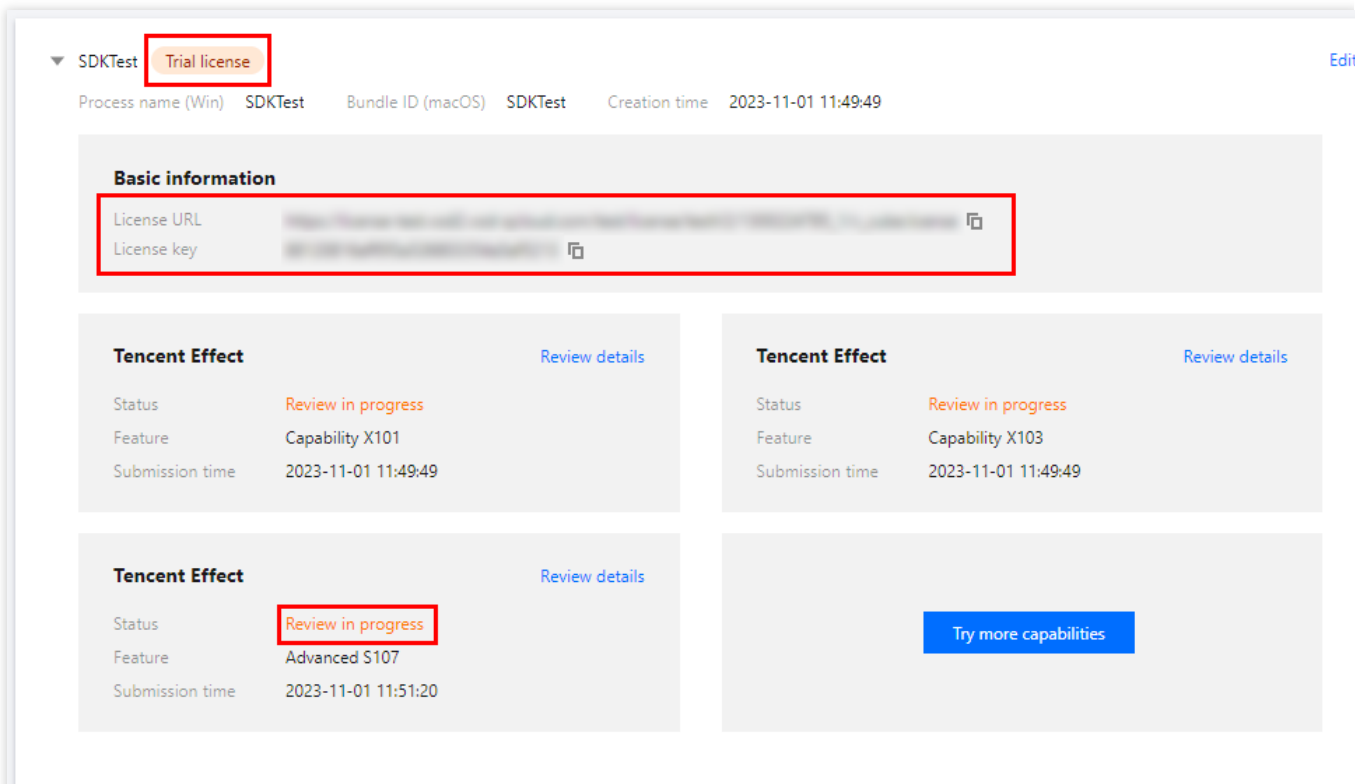 SDKTest Trial license Edit
Process name (Win) SDKTest Bundle ID (macOS) SDKTest Creation time 2023-11-01 11:49:49
Basic information
License URL
License key
Tencent Effect Review details
Status Review in progress
Feature Capability X101
Submission time 2023-11-01 11:49:49
Tencent Effect Review details
Status Review in progress
Feature Capability X103
Submission time 2023-11-01 11:49:49
Tencent Effect Review details
Status Review in progress
Feature Advanced S107
Submission time 2023-11-01 11:51:20
Try more capabilities